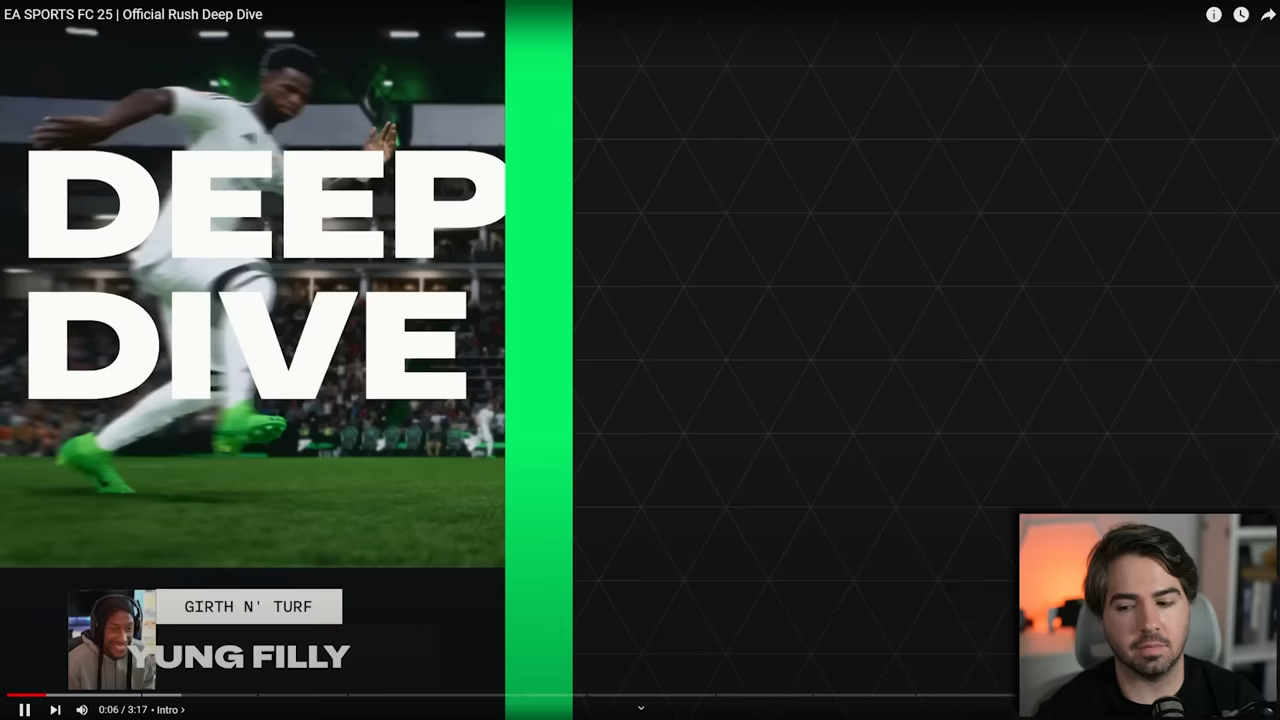 EA SPORTS FC 25 | Official Rush Deep Dive
DEEP
DIVE
GIRTH N' TURF
YUNG FILLY
0:06 / 3:17 • Intro >